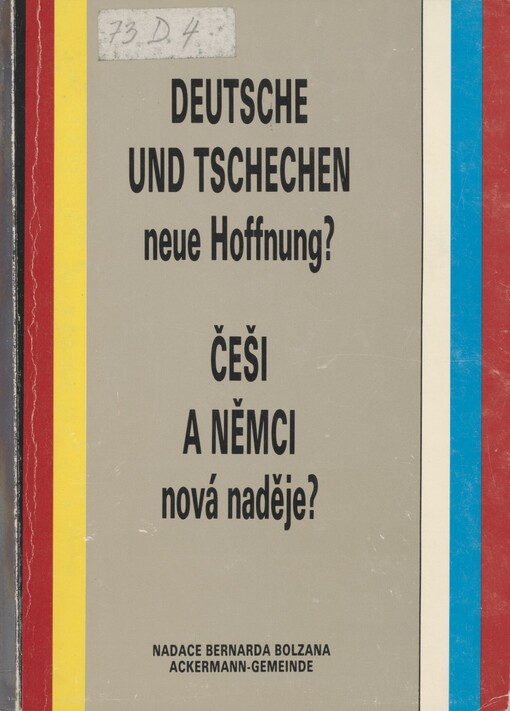 73 D 4
DEUTSCHE
UND TSCHECHEN
neue Hoffnung?
ČEŠI
A NĚMCI
nová naděje?
NADACE BERNARDA BOLZANA
ACKERMANN-GEMEINDE